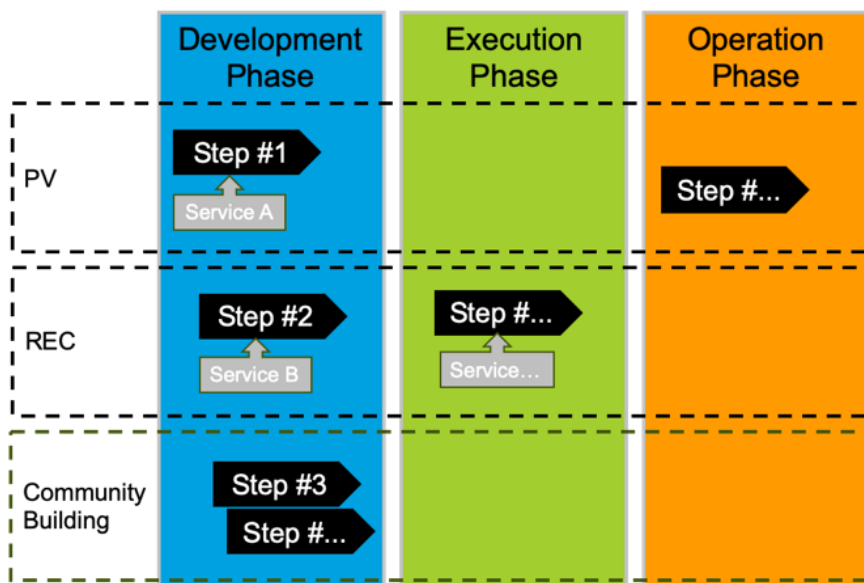 Development
Phase
Execution
Phase
Operation
Phase
PV
Step #1
Service A
Step #...
REC
Step #2
Service B
Step #...
Service...
Community
Building
Step #3
Step #...